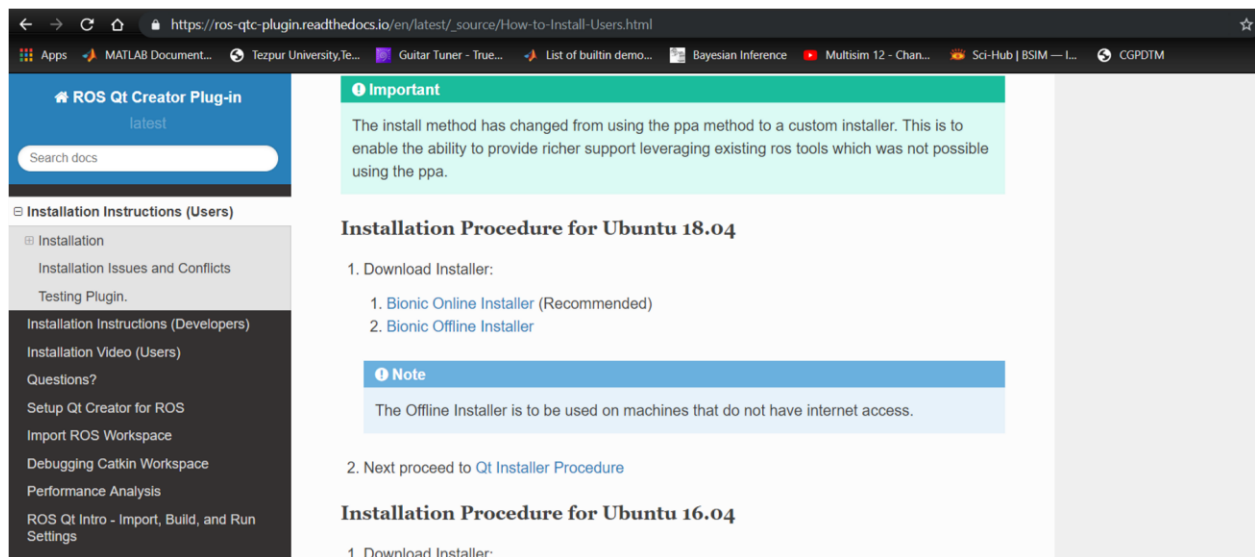 https://ros-qtc-plugin.readthedocs.io/en/latest/_source/How-to-Install-Users.html
Apps MATLAB Document... Tezpur University,Te... Guitar Tuner - True... List of builtin demo... Bayesian Inference Multisim 12 - Chan... Sci-Hub | BSIM — I... CGPDTM
ROS Qt Creator Plug-in
latest
Search docs
Installation Instructions (Users)
Installation
Installation Issues and Conflicts
Testing Plugin.
Installation Instructions (Developers)
Installation Video (Users)
Questions?
Setup Qt Creator for ROS
Import ROS Workspace
Debugging Catkin Workspace
Performance Analysis
ROS Qt Intro - Import, Build, and Run
Settings
Important
The install method has changed from using the ppa method to a custom installer. This is to
enable the ability to provide richer support leveraging existing ros tools which was not possible
using the ppa.
Installation Procedure for Ubuntu 18.04
1. Download Installer:
1. Bionic Online Installer (Recommended)
2. Bionic Offline Installer
Note
The Offline Installer is to be used on machines that do not have internet access.
2. Next proceed to Qt Installer Procedure
Installation Procedure for Ubuntu 16.04
1. Download Installer: